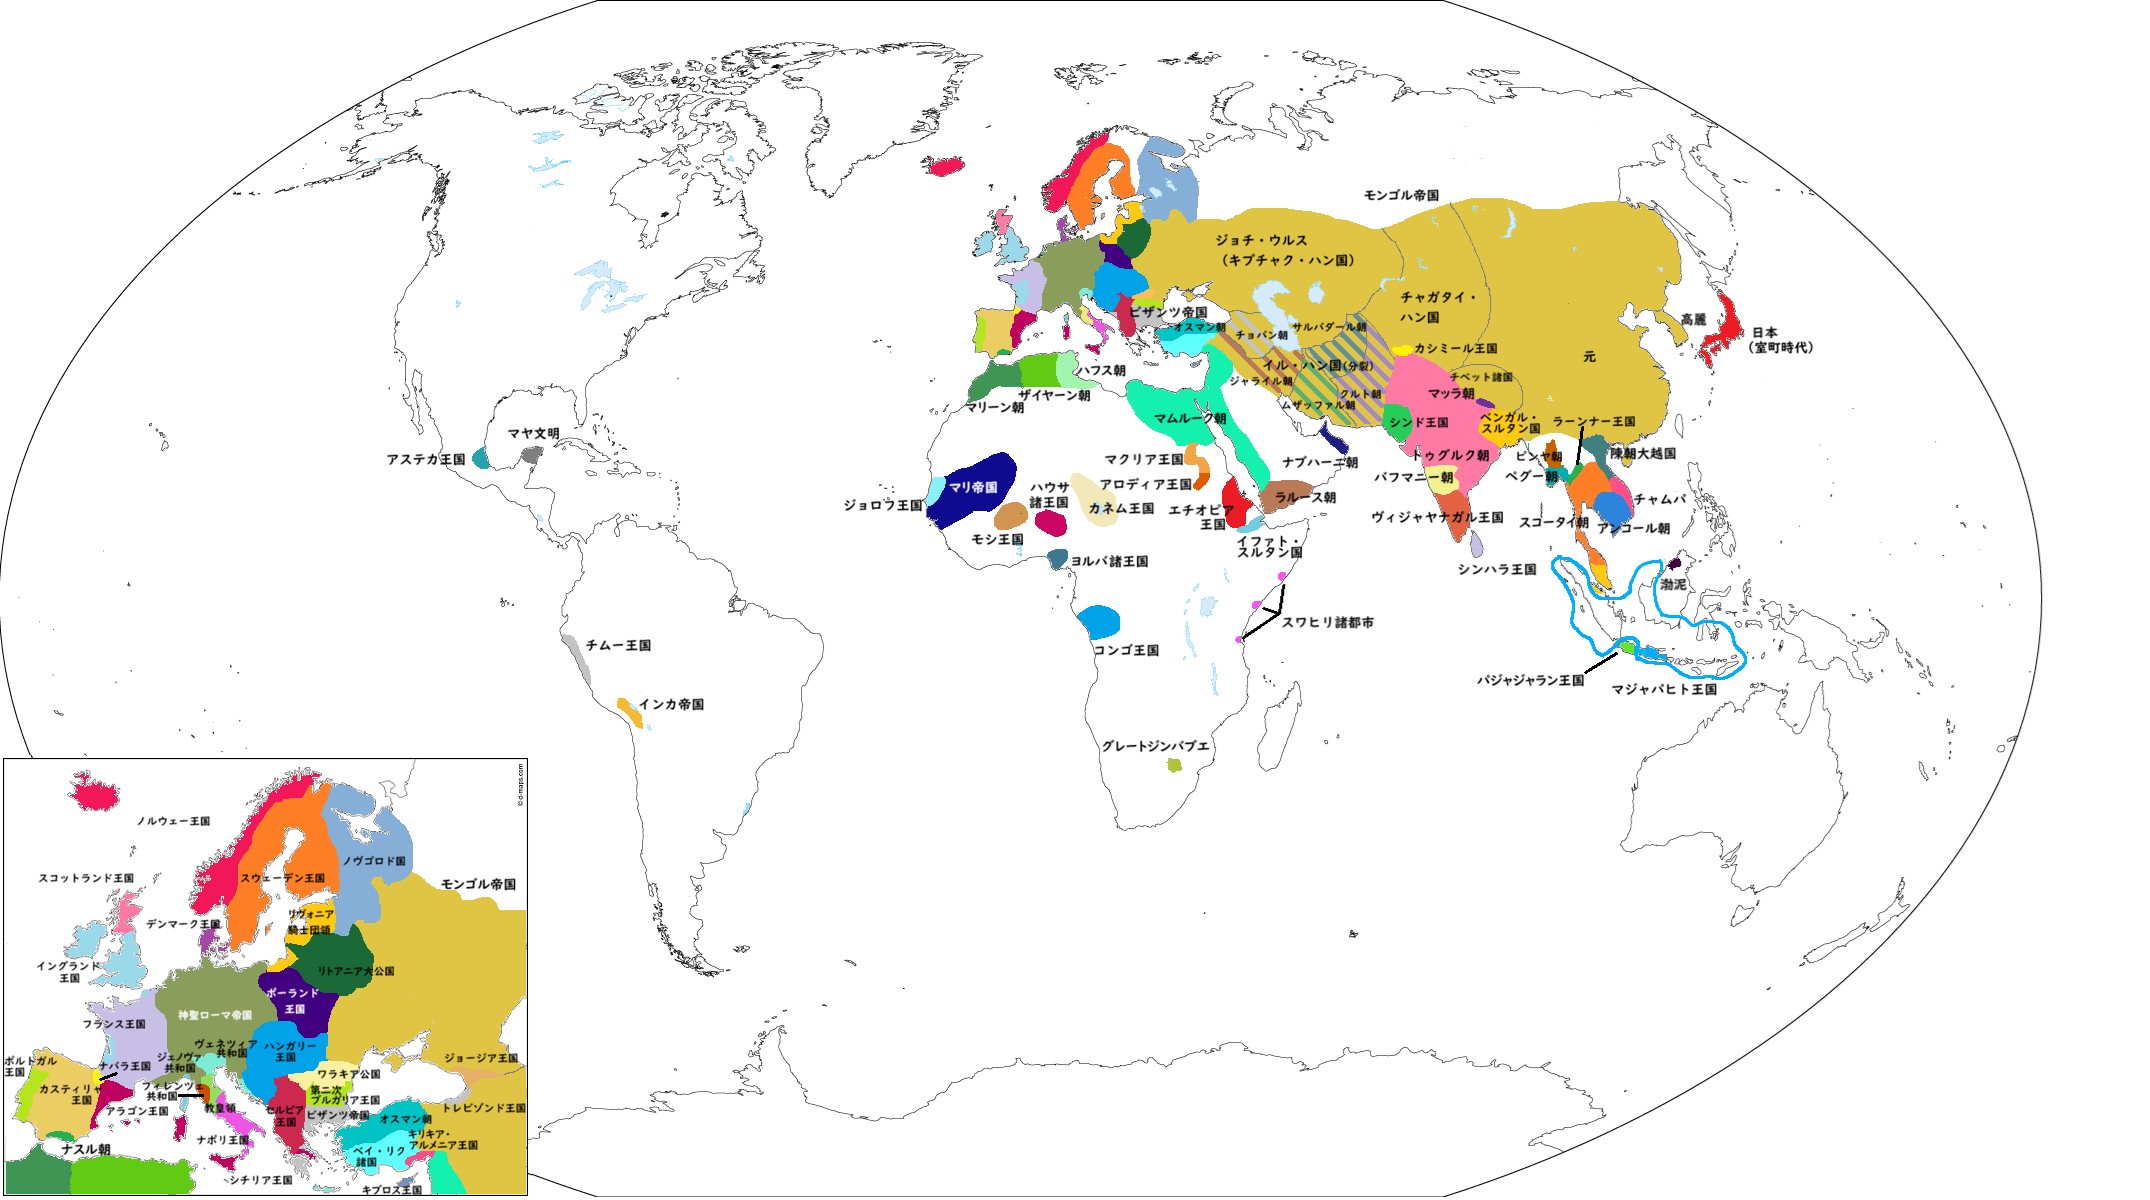 モンゴル帝国
ジョチ・ウルス
（キプチャク・ハン国）
チャガタイ・
ハン国
元
高麗
日本
（室町時代）
ビザンツ帝国
オスマン朝
チョバン朝
サルバダール朝
カシミール王国
イル・ハン国(分裂)
ジャライル朝
クルト朝
ムザッファル朝
チベット諸国
マッラ朝
シンド王国
ベンガル・
スルタン国
ラーンナー王国
ハフス朝
ザイヤーン朝
マリーン朝
マムルーク朝
トゥグルク朝
ピンヤ朝
陳朝大越国
ナブハーニ朝
バフマニー朝
ペグー朝
マクリア王国
アロディア王国
ラルース朝
チャンパ
ヴィジャヤナガル王国
スコータイ朝
アンコール朝
マヤ文明
アステカ王国
マリ帝国
ジョロフ王国
ハウサ
諸王国
カネム王国
エチオピア
王国
モシ王国
イファト・
スルタン国
ヨルバ諸王国
シンハラ王国
渤泥
スワヒリ諸都市
チムー王国
コンゴ王国
パジャジャラン王国
マジャパヒト王国
インカ帝国
グレートジンバブエ
© d-maps.com
ノルウェー王国
ノヴゴロド国
スコットランド王国
スウェーデン王国
モンゴル帝国
リヴォニア
騎士団領
デンマーク王国
イングランド
王国
リトアニア大公国
ポーランド
王国
神聖ローマ帝国
フランス王国
ヴェネツィア
共和国
ハンガリー
王国
ジェノヴァ
共和国
ジョージア王国
ポルトガル
王国
ナバラ王国
ワラキア公国
カスティリャ
王国
フィレンツェ
共和国
第二次
ブルガリア王国
アラゴン王国
教皇領
セルビア
王国
ビザンツ帝国
トレビゾンド王国
オスマン朝
ナポリ王国
キリキア・
アルメニア王国
ナスル朝
ベイ・リク
諸国
シチリア王国
キプロス王国